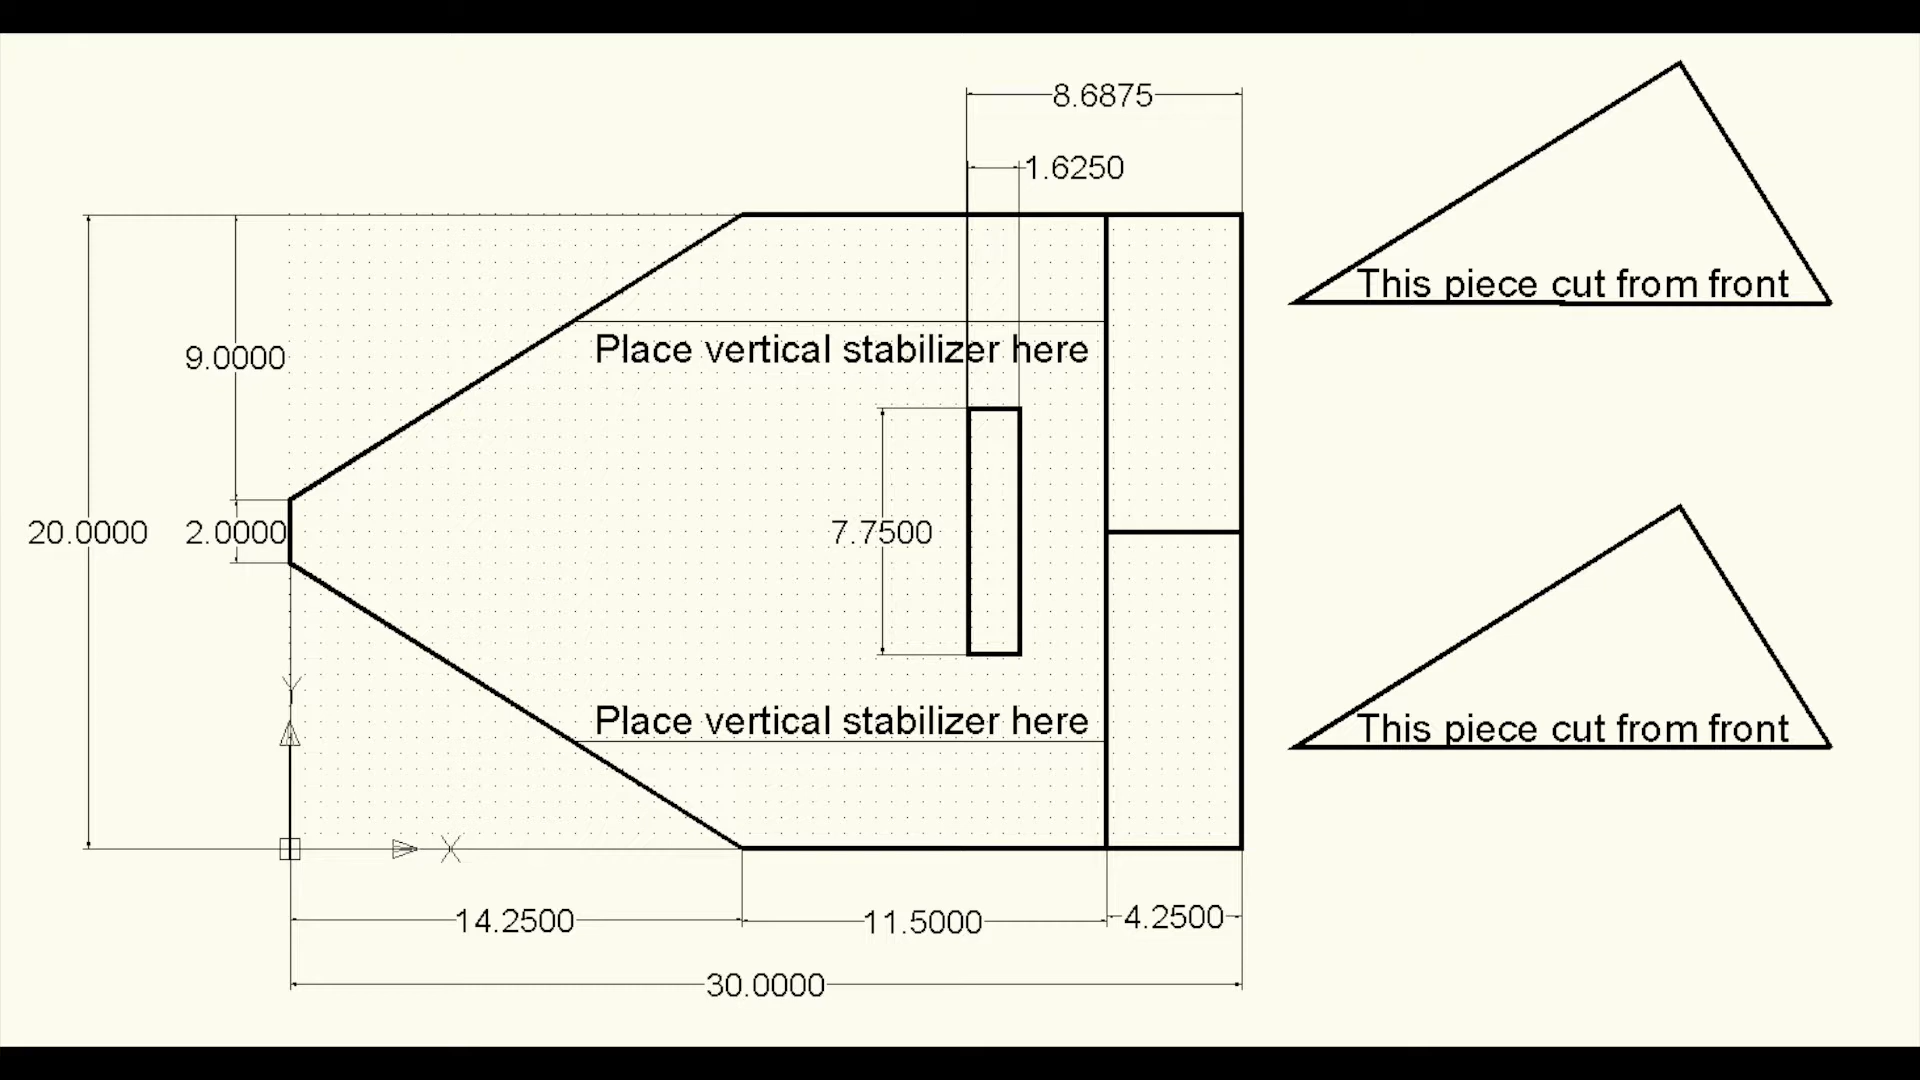 8.6875
1.6250
This piece cut from front
9.0000
Place vertical stabilizer here
20.0000
2.0000
7.7500
Y
Place vertical stabilizer here
This piece cut from front
X
14.2500
11.5000
4.2500
30.0000